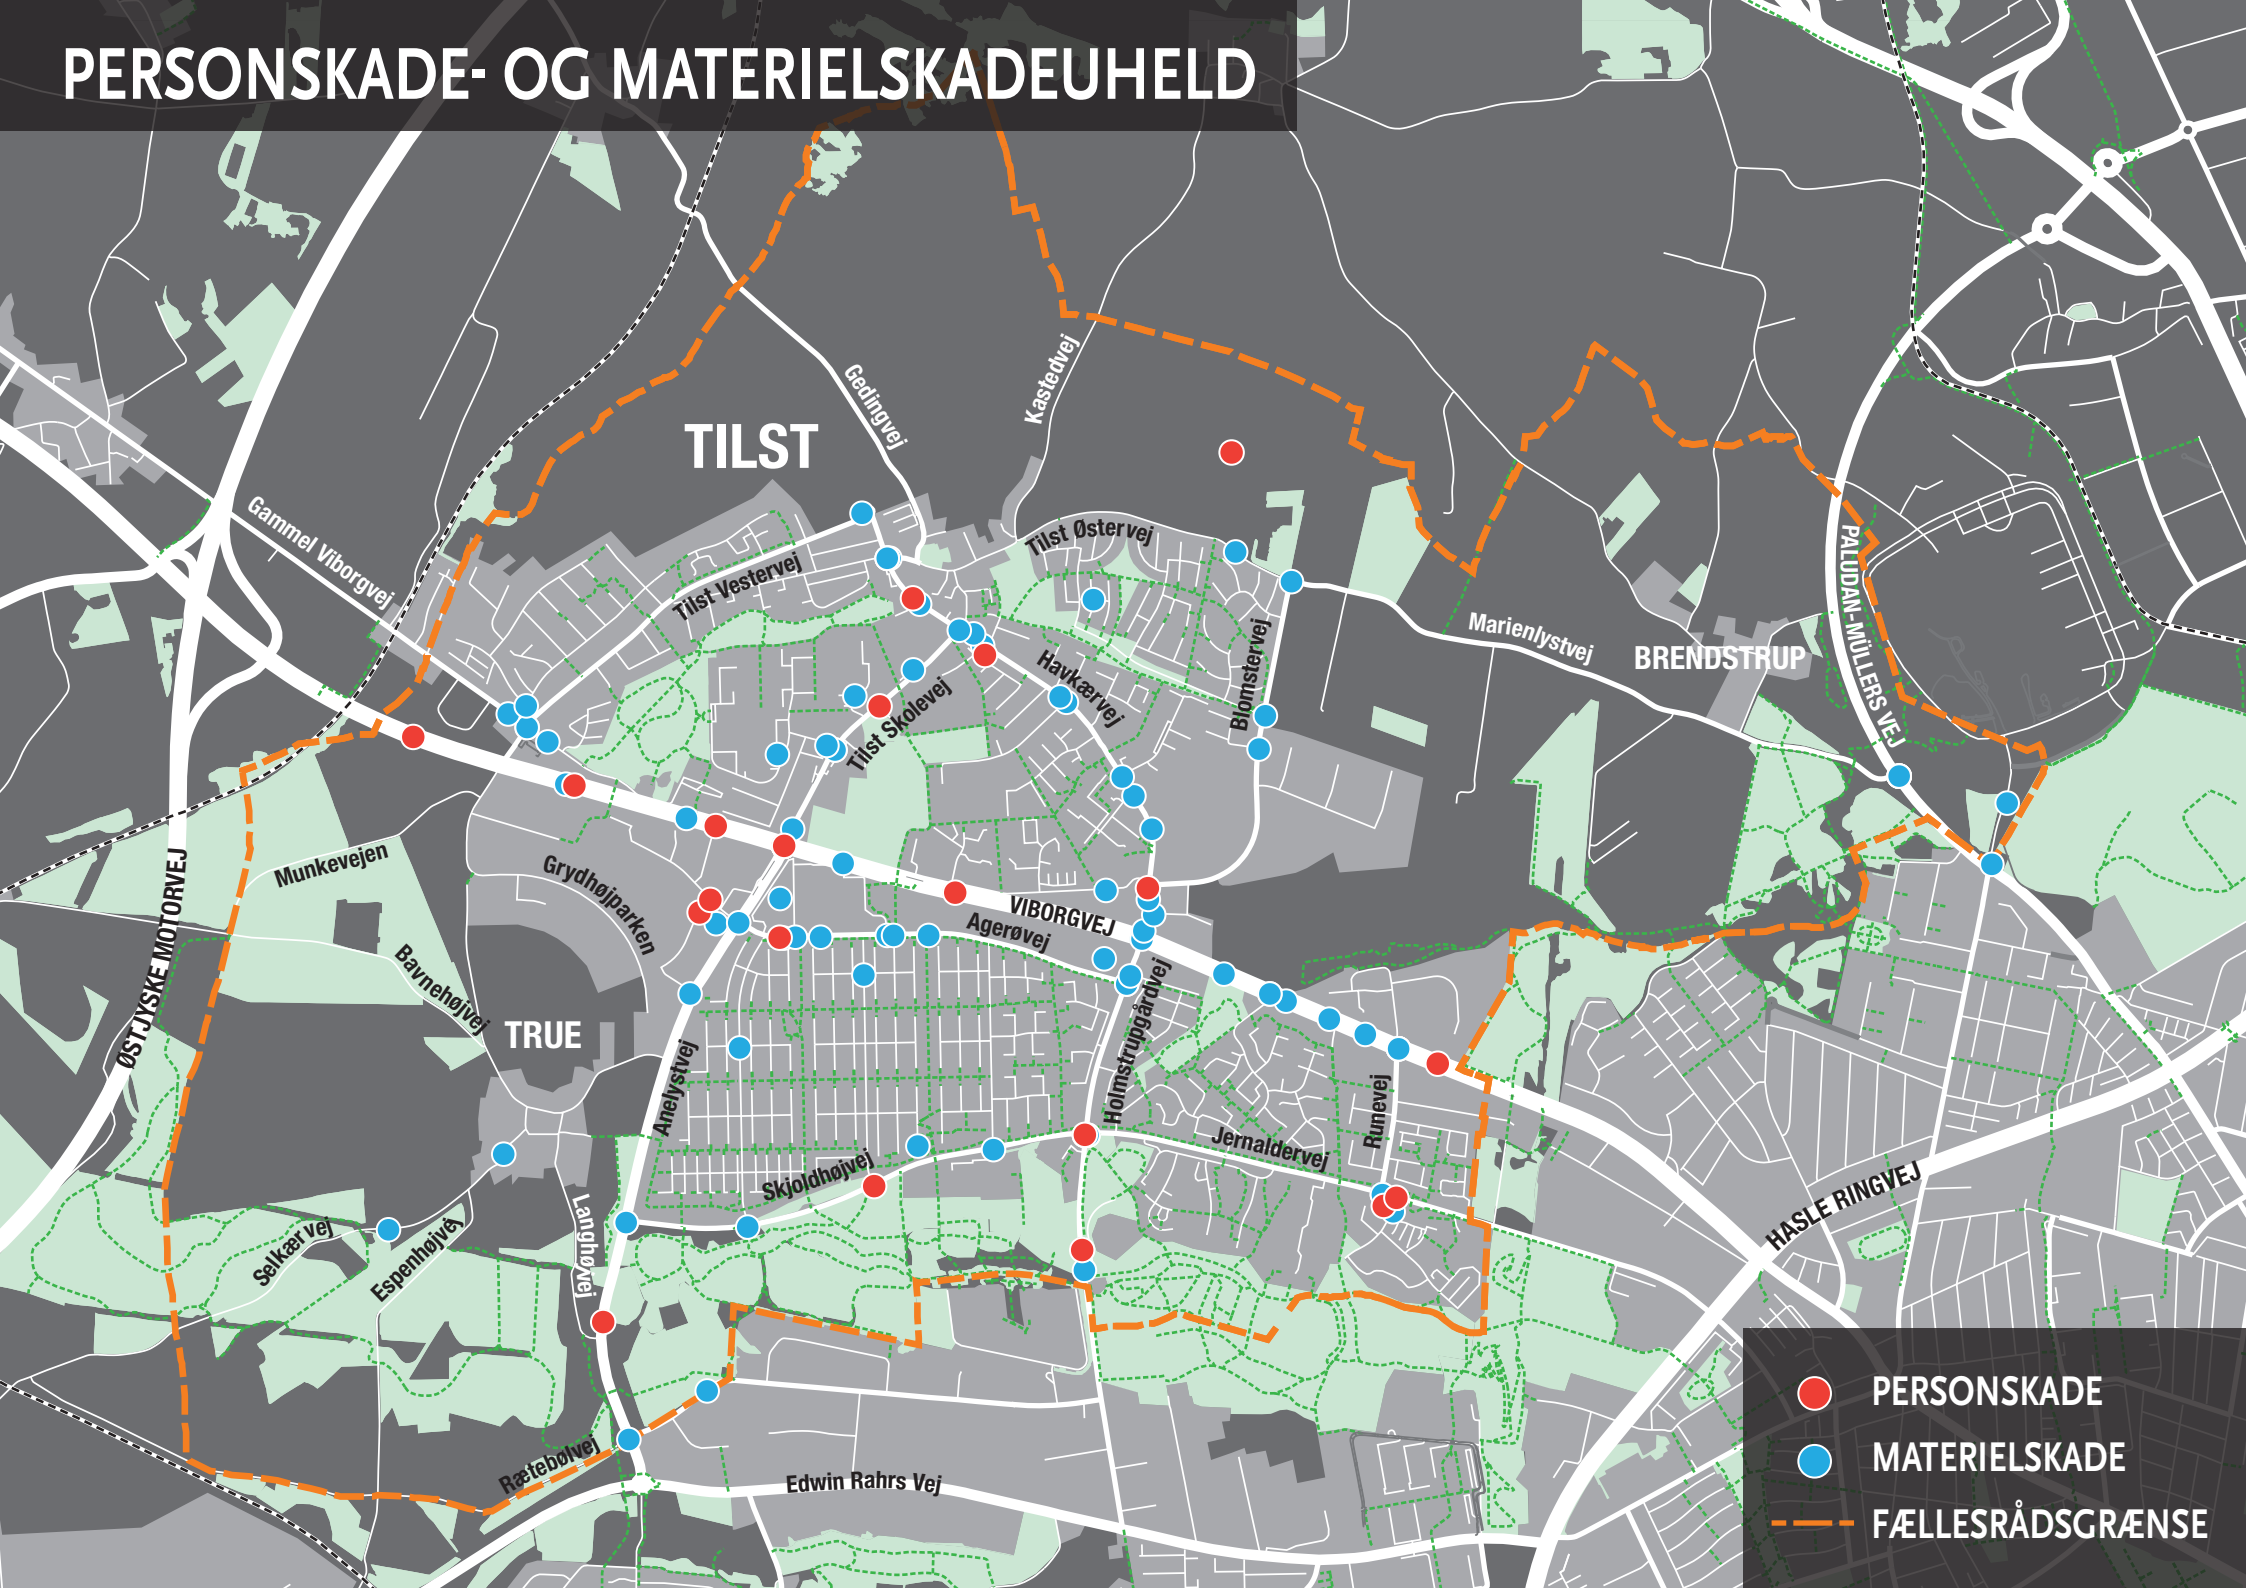 PERSONSKADE- OG MATERIELSKADEUHELD
Gedingvej
Kastedvej
TILST
Gammel Viborgvej
Tilst Vestervej
Tilst Østervej
Marienlystvej
BRENDSTRUP
PALUDAN-MÜLLERS VEJ
Havkærvej
Blomstervej
Tilst Skolevej
Munkevejen
Grydhøjparken
VIBORGVEJ
Agerøvej
ØSTJYSKE MOTORVEJ
Bavnehøjvej
TRUE
Anelystvej
Holmstrupgårdvej
Runevej
Jernaldervej
Skjoldhøjvej
HASLE RINGVEJ
Selkær vej
Espenhøjvej
Langhøjvej
Rætebølvej
Edwin Rahrs Vej
PERSONSKADE
MATERIELSKADE
FÆLLESRÅDSGRÆNSE